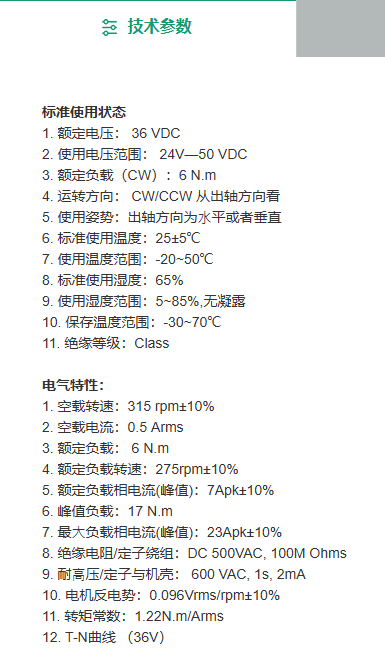 技术参数
标准使用状态
1. 额定电压： 36 VDC
2. 使用电压范围： 24V—50 VDC
3. 额定负载（CW）：6 N.m
4. 运转方向： CW/CCW 从出轴方向看
5. 使用姿势：出轴方向为水平或者垂直
6. 标准使用温度：25±5℃
7. 使用温度范围：-20~50℃
8. 标准使用湿度：65%
9. 使用湿度范围：5~85%,无凝露
10. 保存温度范围：-30~70℃
11. 绝缘等级：Class
电气特性：
1. 空载转速：315 rpm±10%
2. 空载电流：0.5 Arms
3. 额定负载： 6 N.m
4. 额定负载转速：275rpm±10%
5. 额定负载相电流(峰值)：7Apk±10%
6. 峰值负载：17 N.m
7. 最大负载相电流(峰值)：23Apk±10%
8. 绝缘电阻/定子绕组：DC 500VAC, 100M Ohms
9. 耐高压/定子与机壳： 600 VAC, 1s, 2mA
10. 电机反电势：0.096Vrms/rpm±10%
11. 转矩常数：1.22N.m/Arms
12. T-N曲线 （36V）